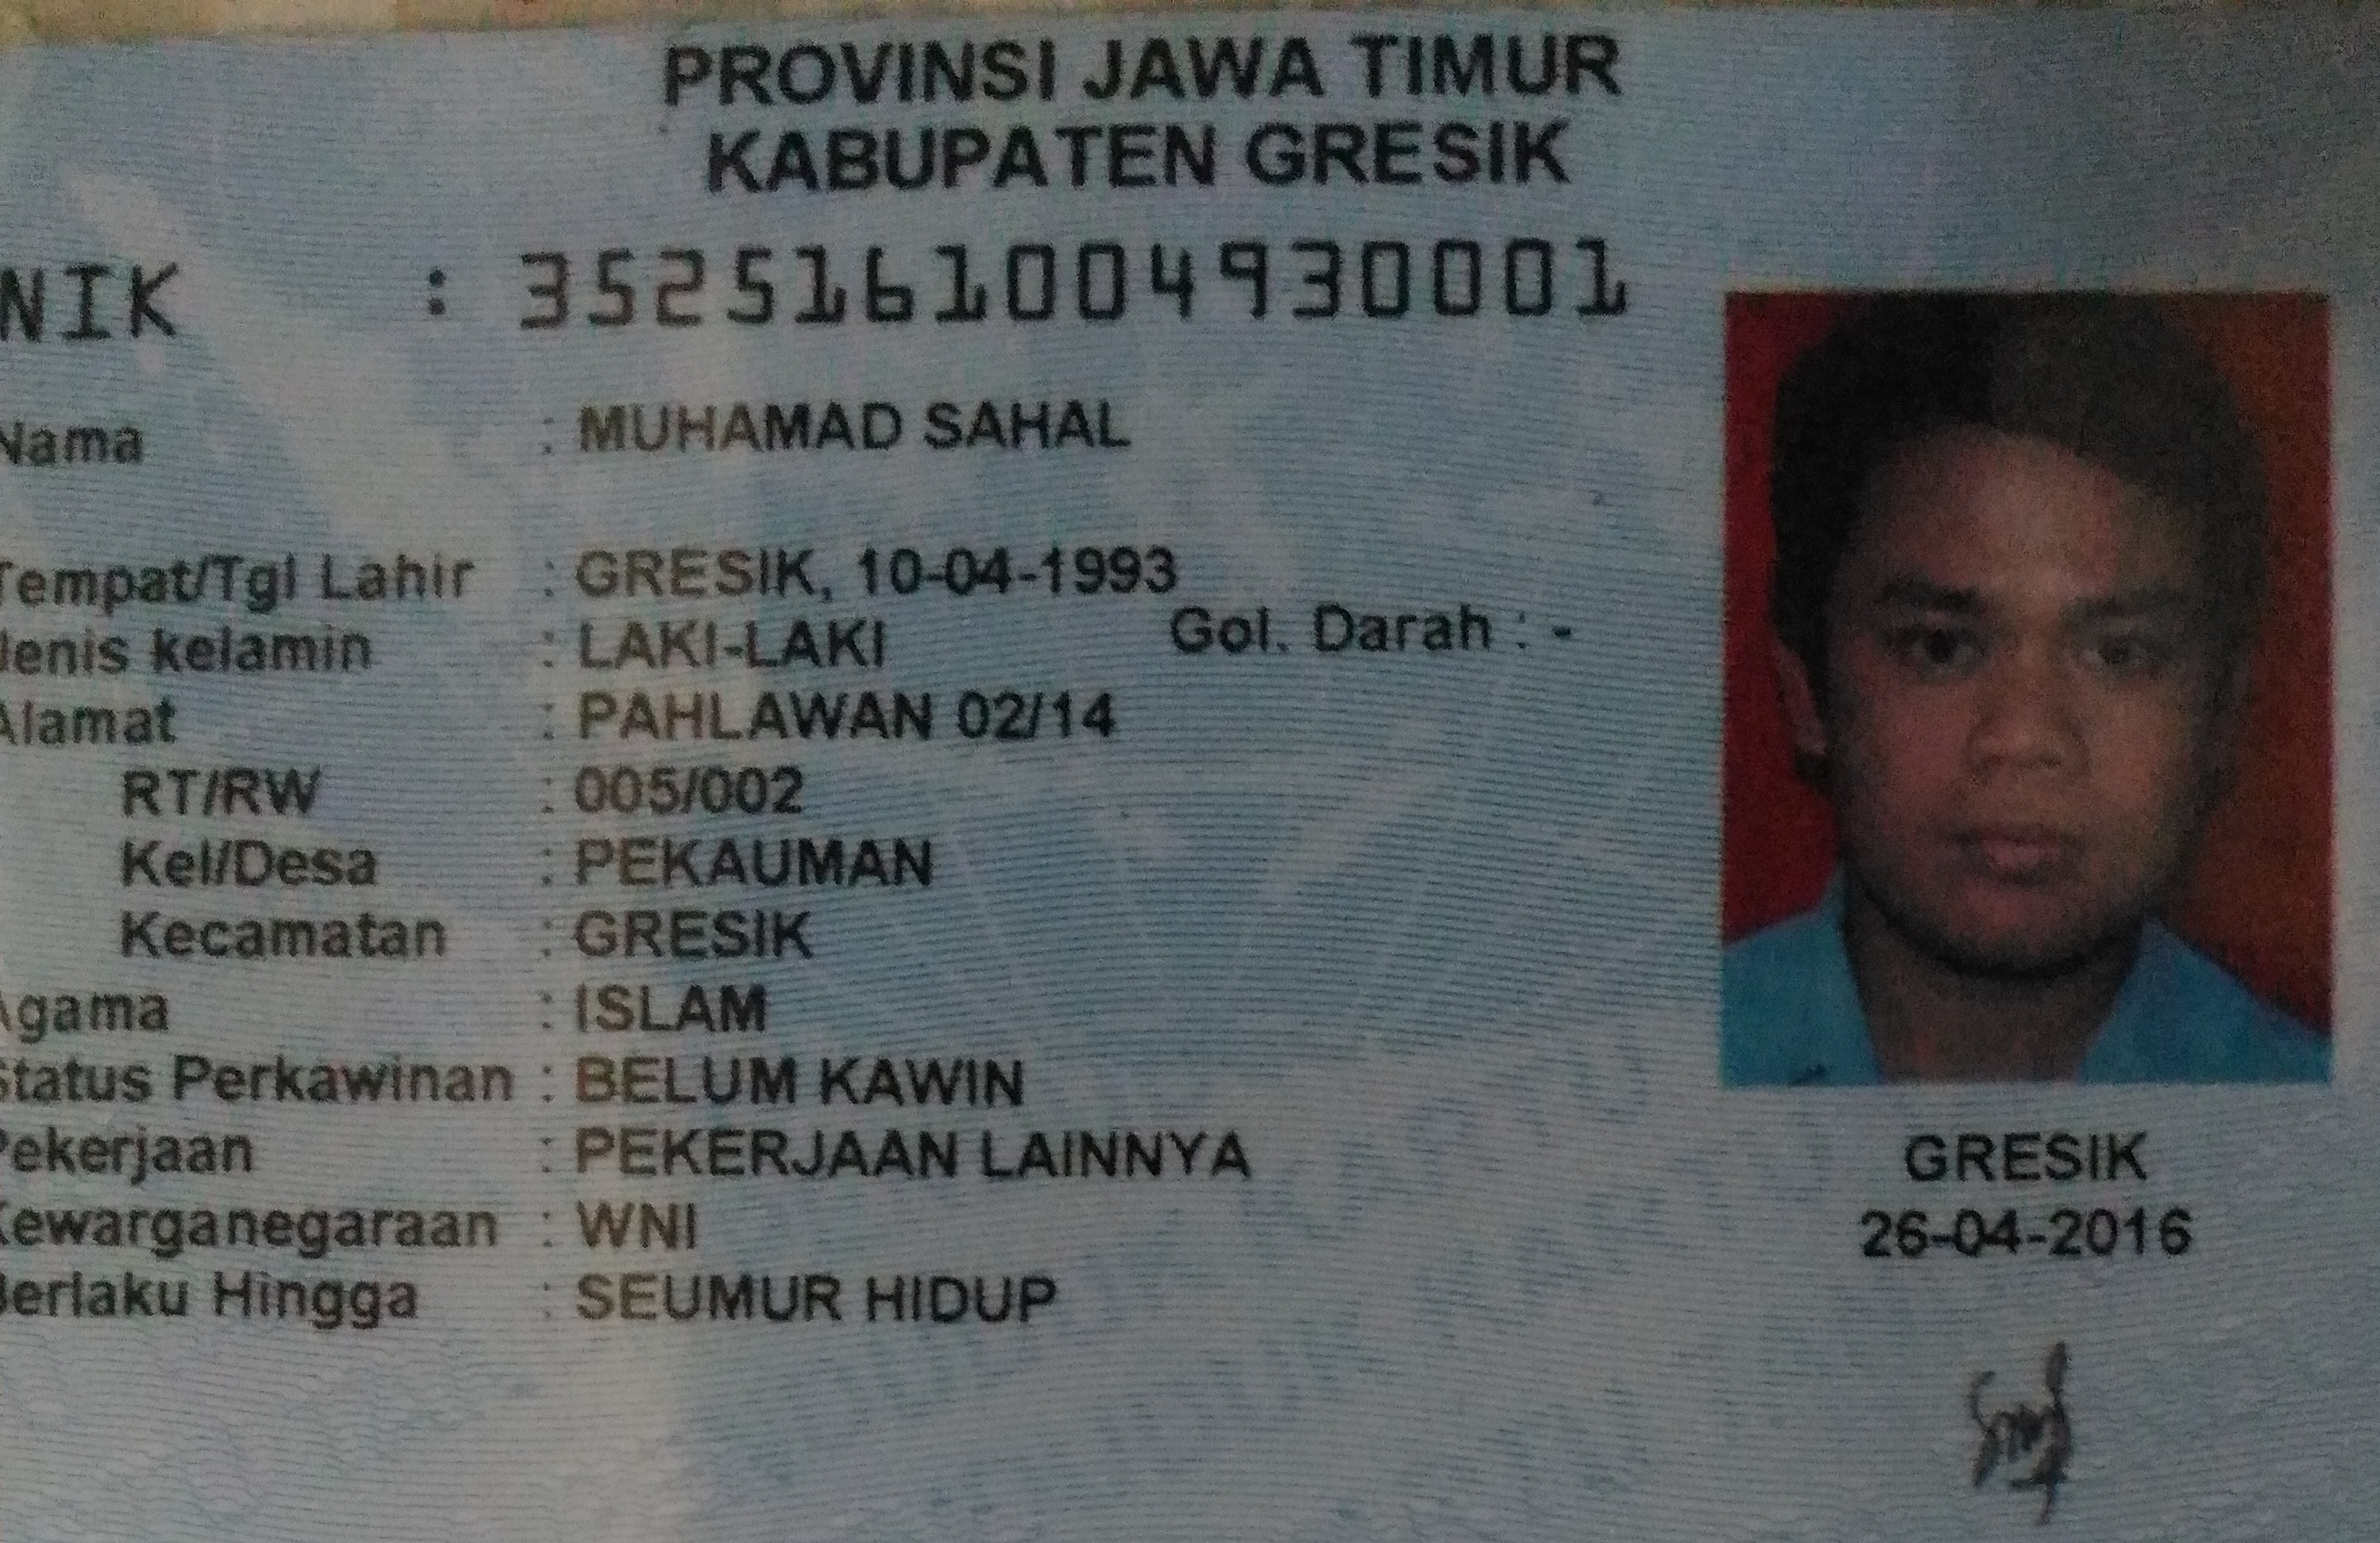 PROVINSI JAWA TIMUR
KABUPATEN GRESIK
NIK : 3525161004930001
Nama : MUHAMAD SAHAL
Tempat/Tgl Lahir : GRESIK, 10-04-1993
Jenis kelamin : LAKI-LAKI Gol. Darah : -
Alamat : PAHLAWAN 02/14
RT/RW : 005/002
Kel/Desa : PEKAUMAN
Kecamatan : GRESIK
Agama : ISLAM
Status Perkawinan : BELUM KAWIN
Pekerjaan : PEKERJAAN LAINNYA
Kewarganegaraan : WNI
Berlaku Hingga : SEUMUR HIDUP
GRESIK
26-04-2016